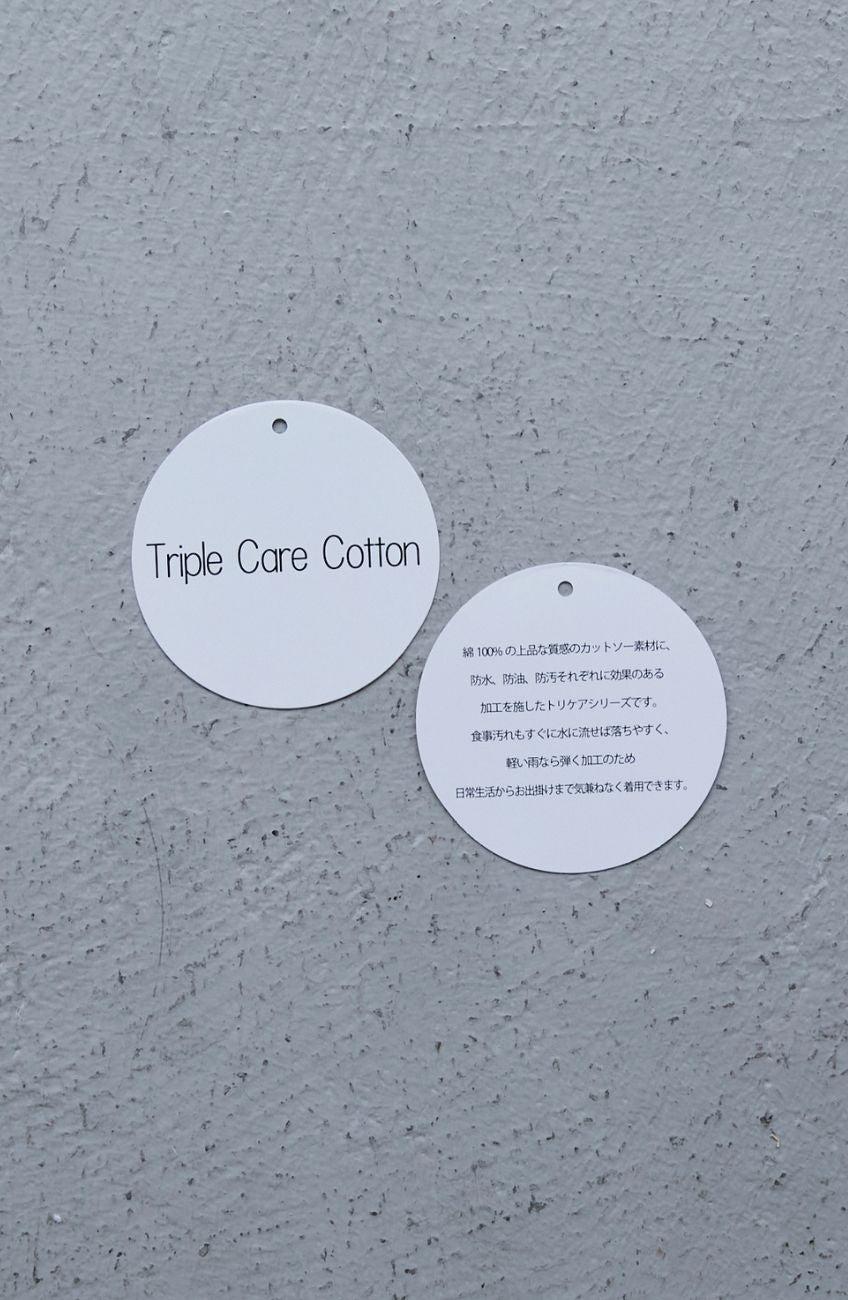 Triple Care Cotton
綿 100% の上品な質感のカットソー素材に、
防水、防油、防汚それぞれに効果のある
加工を施したトリケアシリーズです。
食事汚れもすぐに水に流せば落ちやすく、
軽い雨なら弾く加工のため
日常生活からお出掛けまで気兼ねなく着用できます。